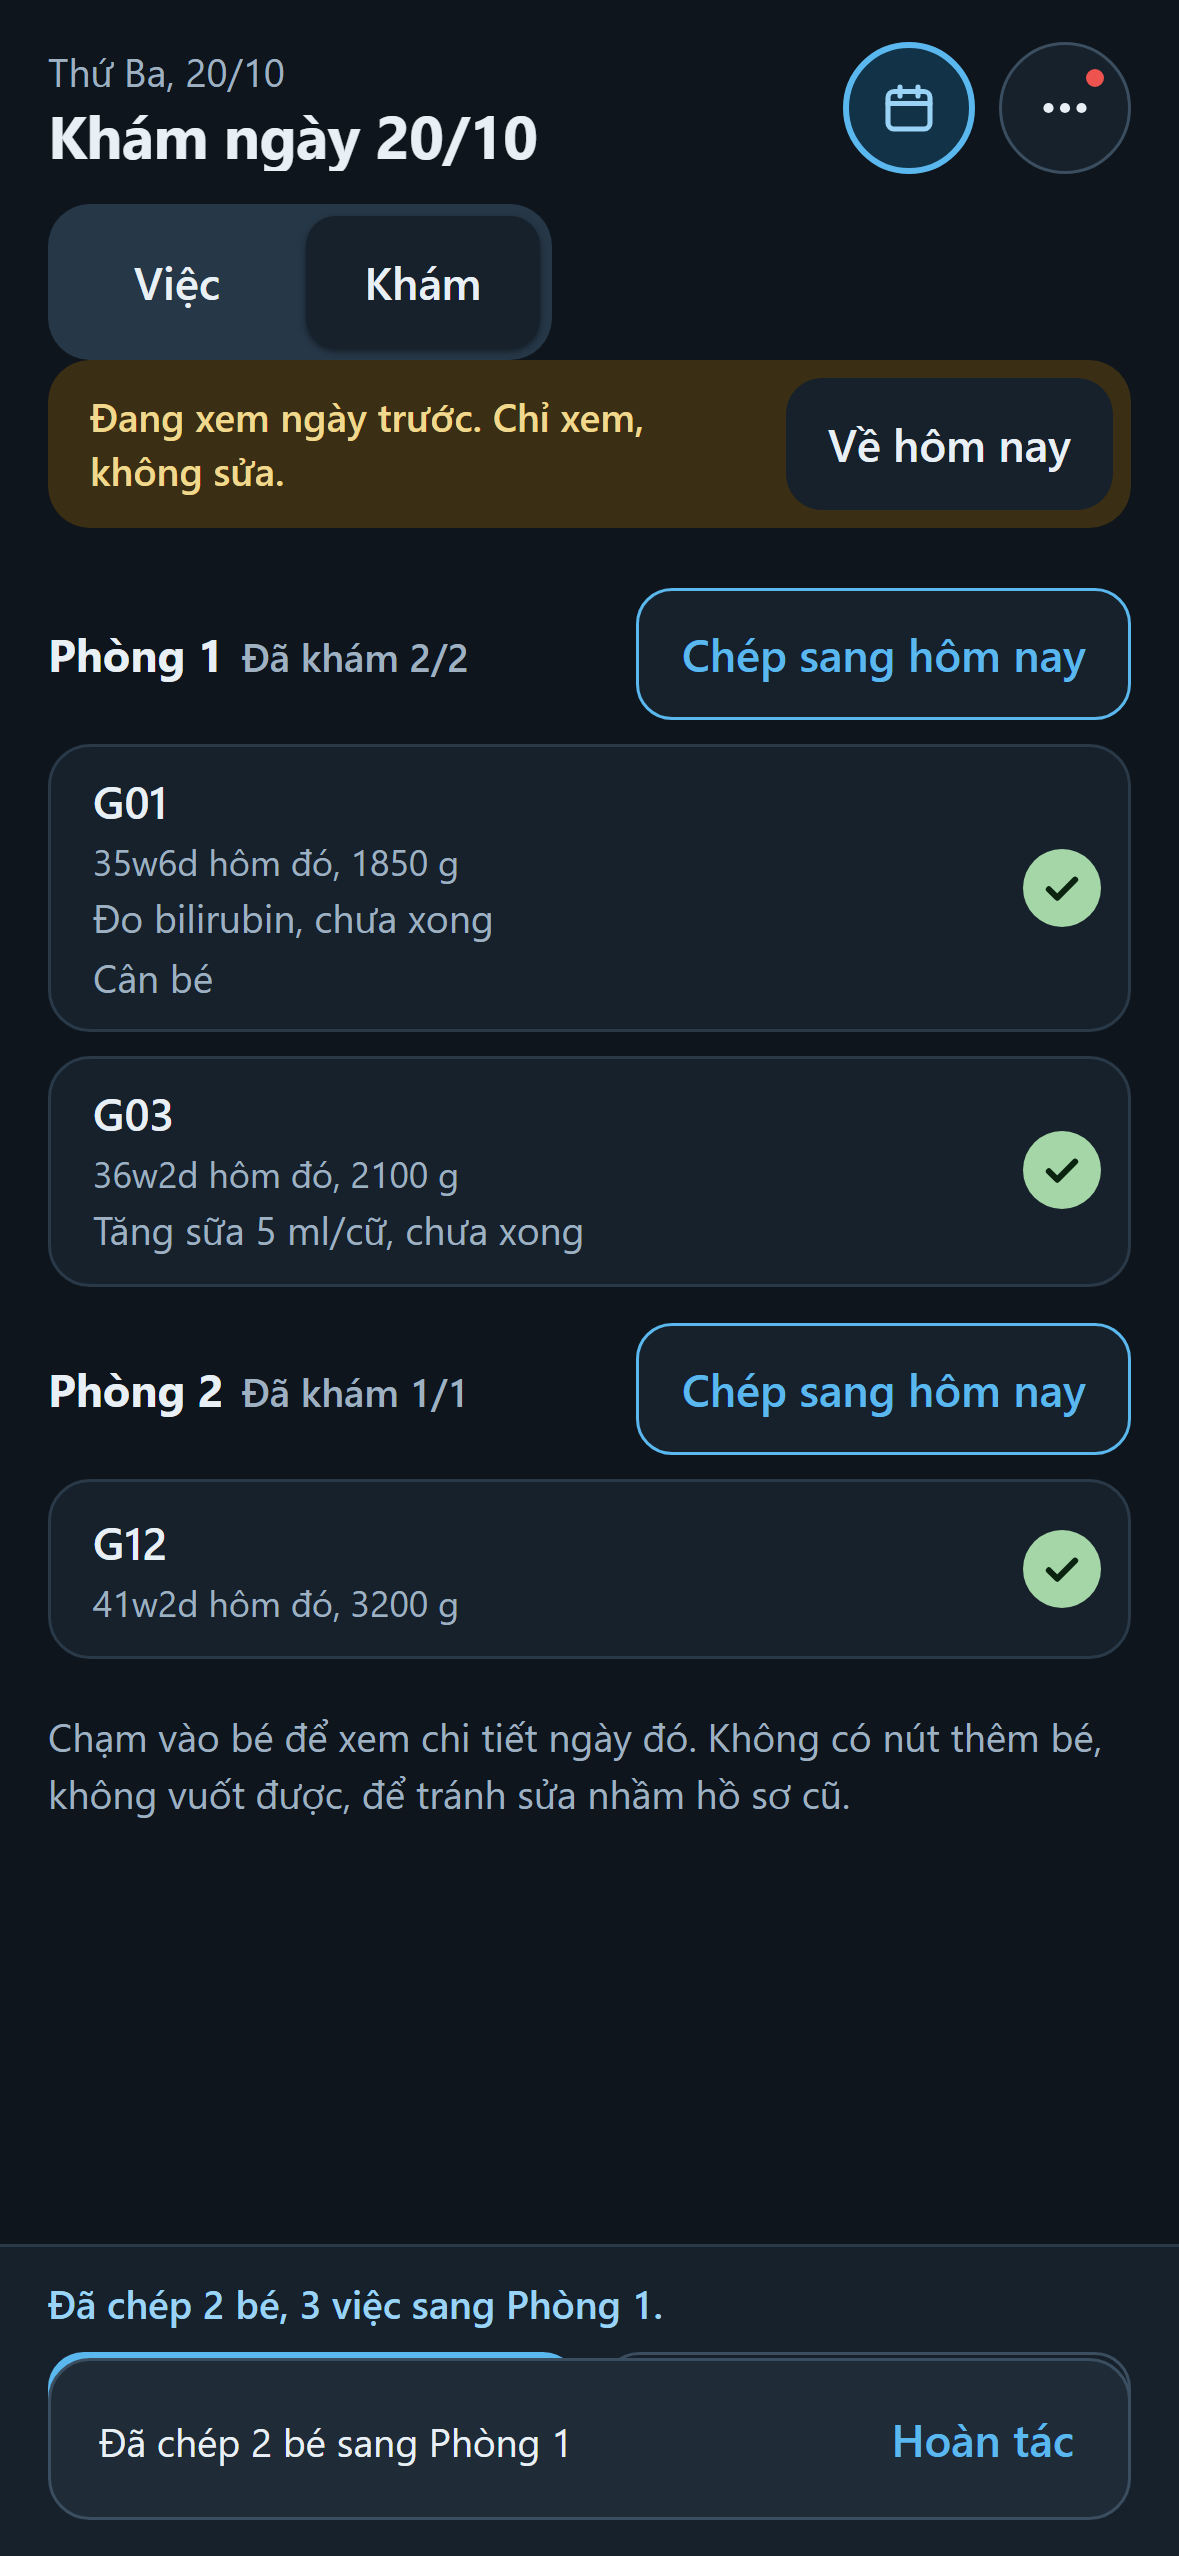 Thứ Ba, 20/10
Khám ngày 20/10
Việc
Khám
Đang xem ngày trước. Chỉ xem,
không sửa.
Về hôm nay
Phòng 1 Đã khám 2/2
Chép sang hôm nay
G01
35w6d hôm đó, 1850 g
Đo bilirubin, chưa xong
Cân bé
G03
36w2d hôm đó, 2100 g
Tăng sữa 5 ml/cữ, chưa xong
Phòng 2 Đã khám 1/1
Chép sang hôm nay
G12
41w2d hôm đó, 3200 g
Chạm vào bé để xem chi tiết ngày đó. Không có nút thêm bé,
không vuốt được, để tránh sửa nhầm hồ sơ cũ.
Đã chép 2 bé, 3 việc sang Phòng 1.
Đã chép 2 bé sang Phòng 1
Hoàn tác